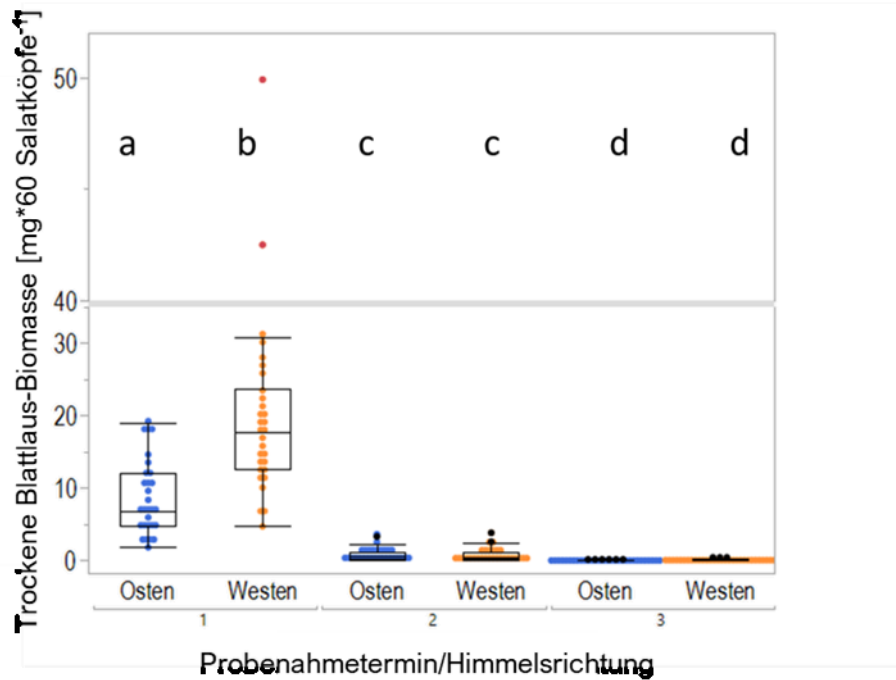 Trockene Blattlaus-Biomasse [mg*60 Salatköpfe⁻¹]
50
a b c c d d
40
30
20
10
0
Osten Westen Osten Westen Osten Westen
1 2 3
Probenahmetermin/Himmelsrichtung